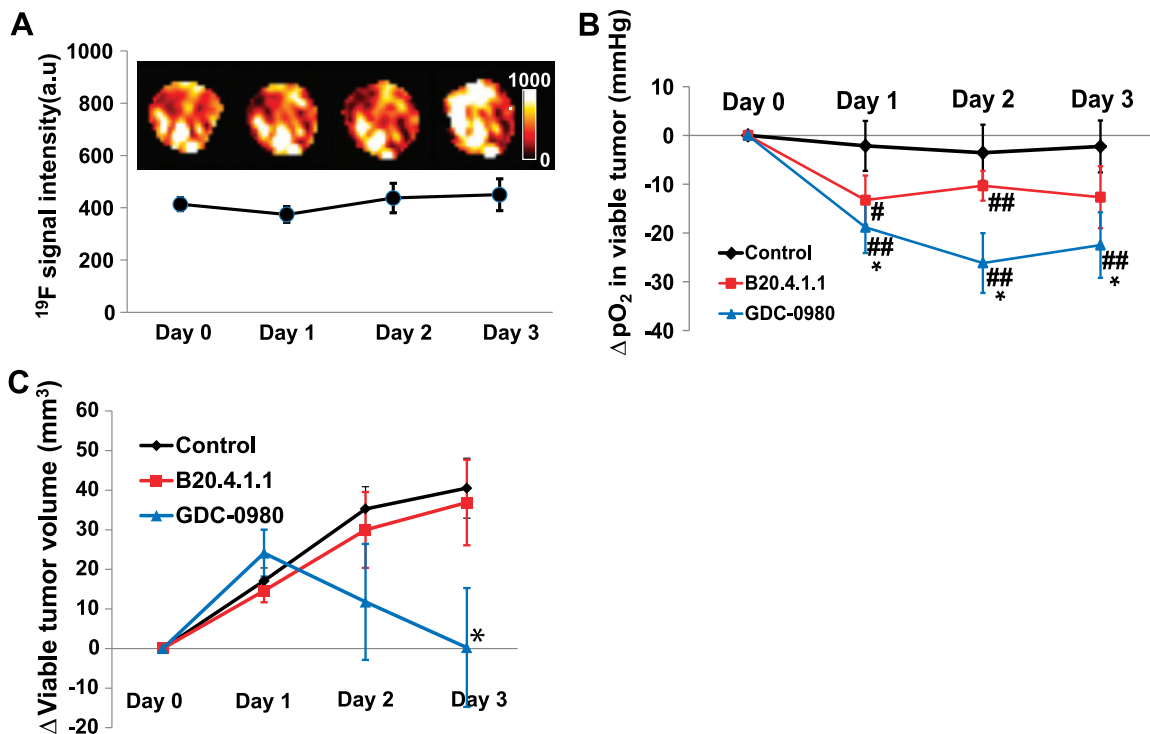 A
¹⁹F signal intensity(a.u)
1000
800
600
400
200
0
1000
0
Day 0 Day 1 Day 2 Day 3
B
ΔpO₂ in viable tumor (mmHg)
10
0
-10
-20
-30
-40
Day 0 Day 1 Day 2 Day 3
# ##
## ## ##
* * *
Control
B20.4.1.1
GDC-0980
C
ΔViable tumor volume (mm³)
60
50
40
30
20
10
0
-10
-20
Control
B20.4.1.1
GDC-0980
*
Day 0 Day 1 Day 2 Day 3